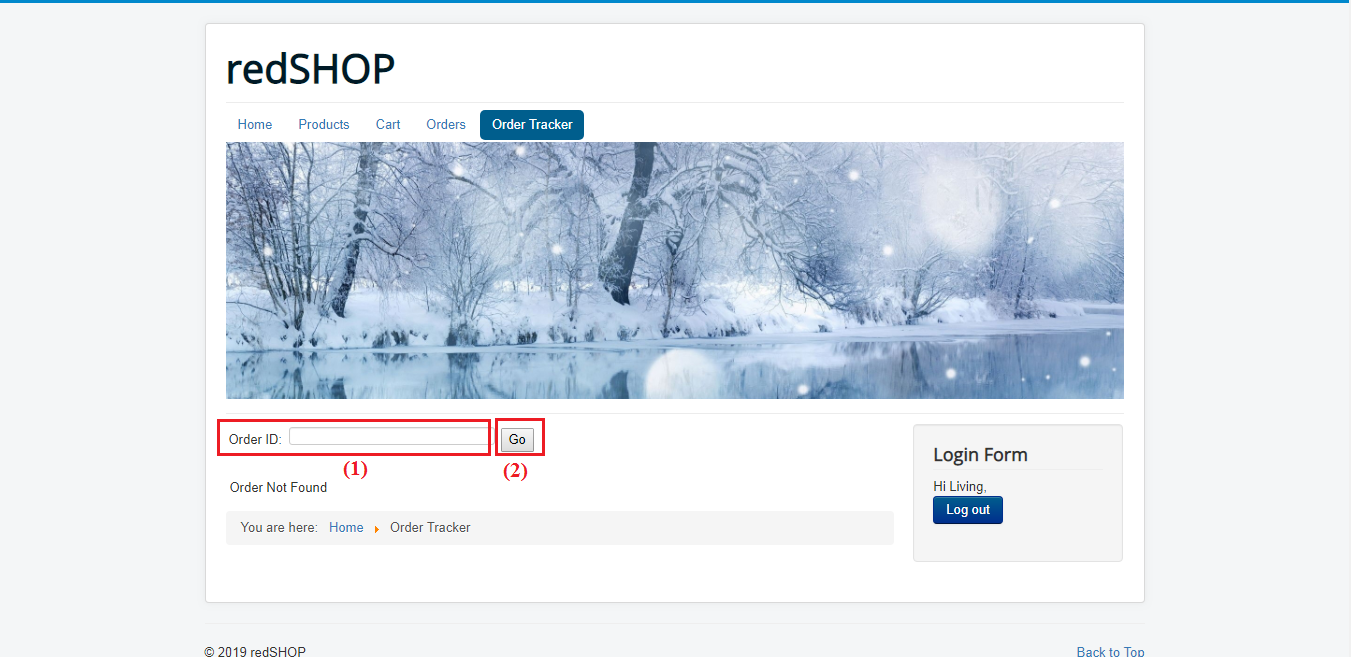 redSHOP
Home Products Cart Orders Order Tracker
Order ID: Go
(1) (2)
Order Not Found
You are here: Home Order Tracker
Login Form
Hi Living,
Log out
© 2019 redSHOP
Back to Top